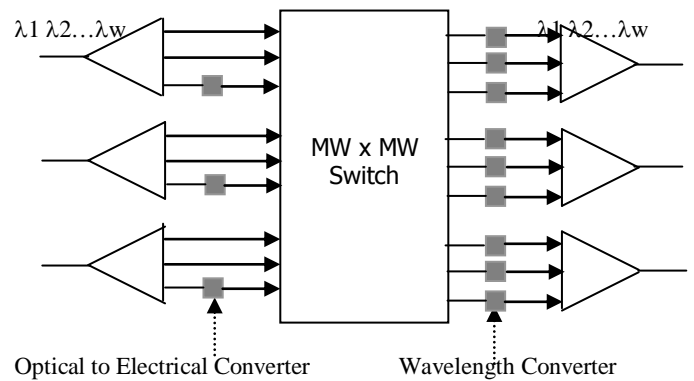 λ1 λ2…λw
λ1 λ2…λw
MW x MW
Switch
Optical to Electrical Converter
Wavelength Converter